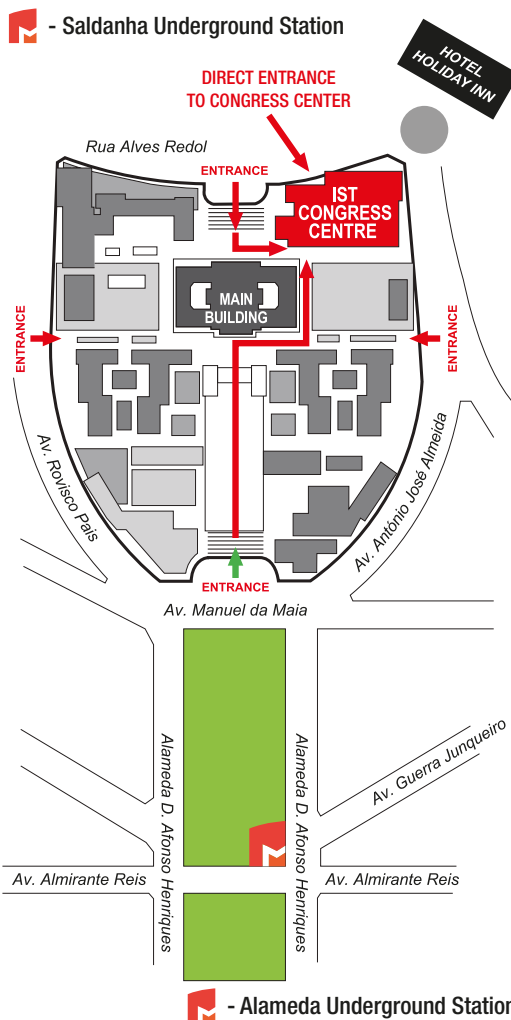 - Saldanha Underground Station
HOTEL
HOLIDAY INN
DIRECT ENTRANCE
TO CONGRESS CENTER
Rua Alves Redol
ENTRANCE
IST
CONGRESS
CENTRE
MAIN
BUILDING
ENTRANCE
ENTRANCE
Av. Rovisco Pais
Av. António José Almeida
ENTRANCE
Av. Manuel da Maia
Alameda D. Afonso Henriques
Alameda D. Afonso Henriques
Av. Guerra Junqueiro
Av. Almirante Reis
Av. Almirante Reis
- Alameda Underground Station